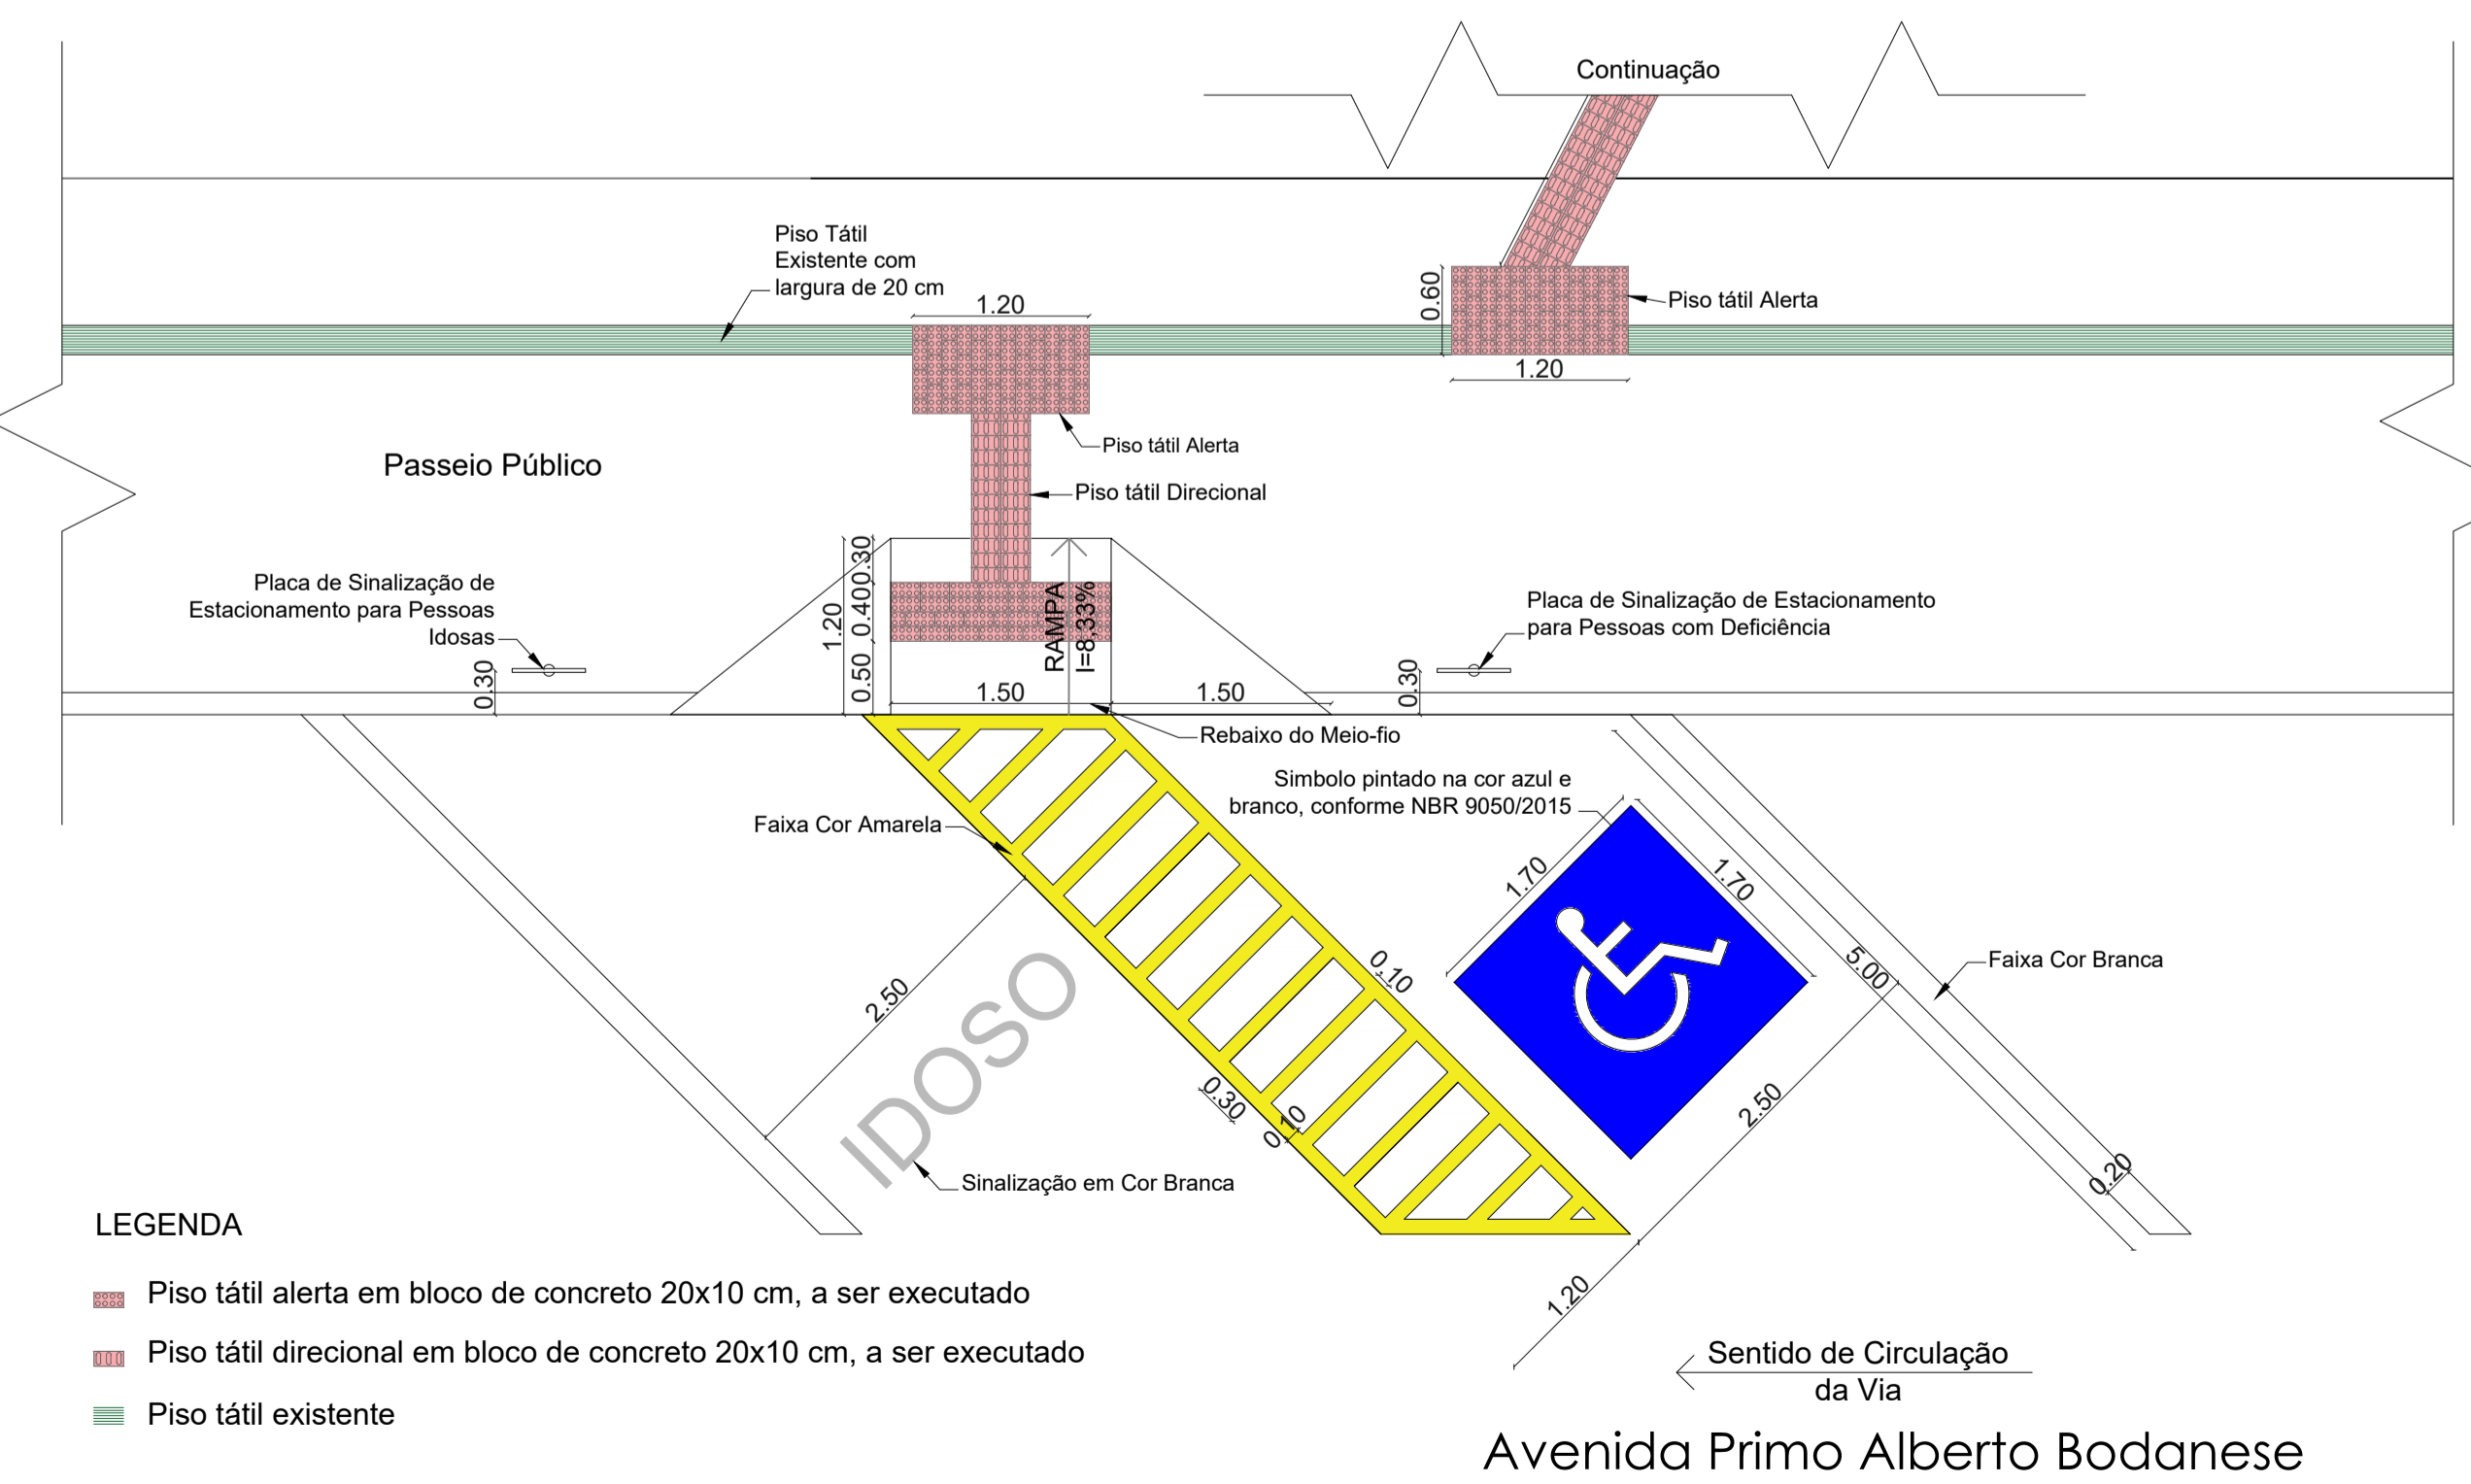 Continuação
Piso Tátil
Existente com
largura de 20 cm
1.20
0.60
Piso tátil Alerta
1.20
Piso tátil Alerta
Passeio Público
Piso tátil Direcional
Placa de Sinalização de
Estacionamento para Pessoas
Idosas
0.30
1.20
0.30
0.40
0.50
RAMPA
I=8,33%
1.50
1.50
Placa de Sinalização de Estacionamento
para Pessoas com Deficiência
0.30
Rebaixo do Meio-fio
Simbolo pintado na cor azul e
branco, conforme NBR 9050/2015
Faixa Cor Amarela
1.70
1.70
2.50
IDOSO
0.10
5.00
Faixa Cor Branca
0.30
0.10
2.50
0.20
Sinalização em Cor Branca
1.20
LEGENDA
Piso tátil alerta em bloco de concreto 20x10 cm, a ser executado
Piso tátil direcional em bloco de concreto 20x10 cm, a ser executado
Piso tátil existente
Sentido de Circulação
da Via
Avenida Primo Alberto Bodanese